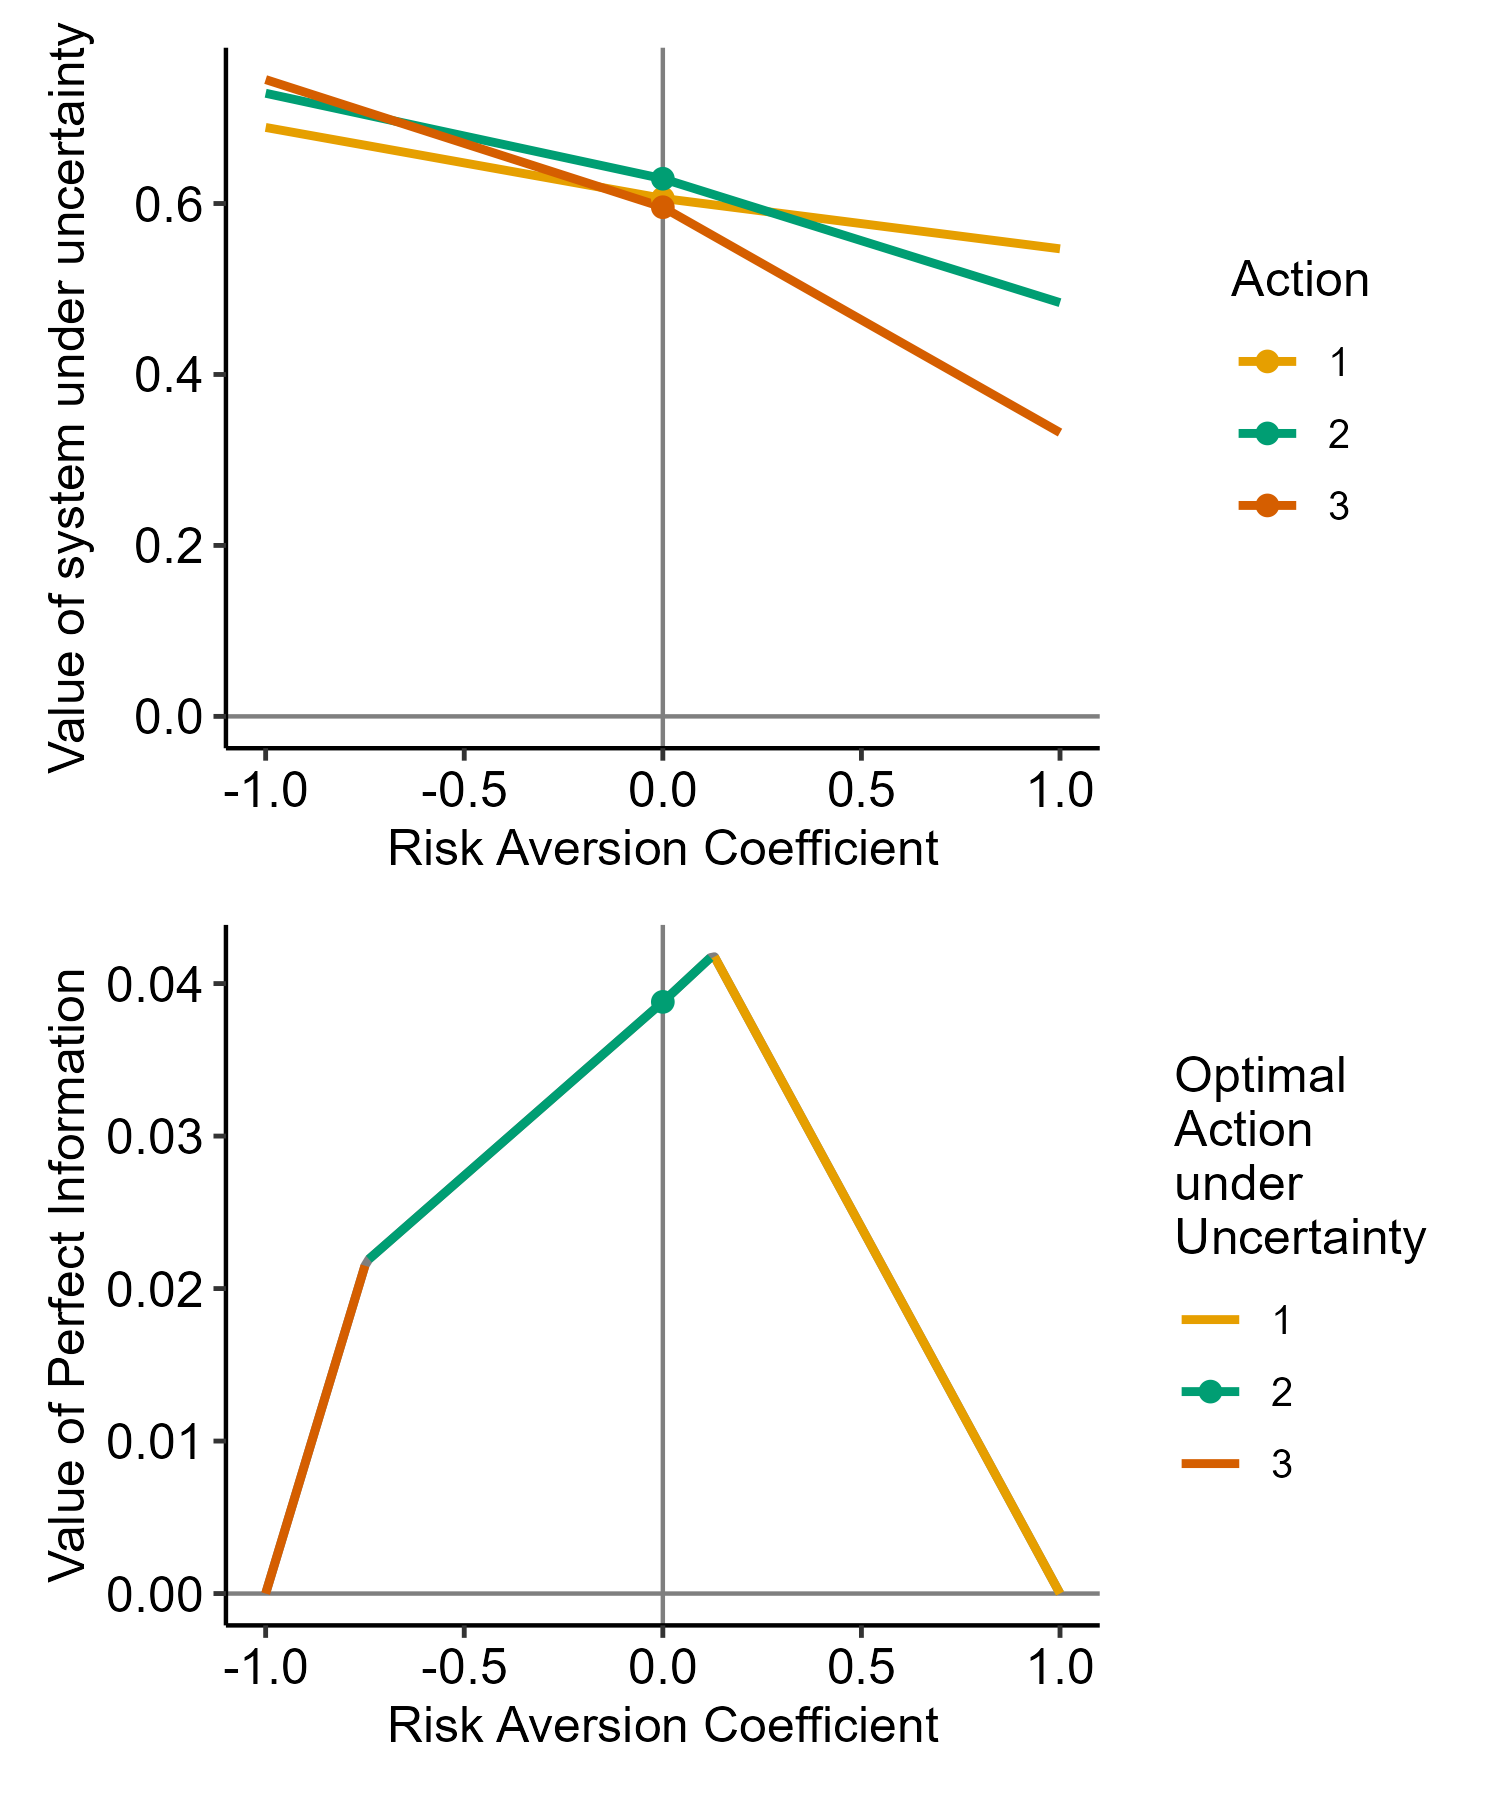 Value of system under uncertainty
0.6
0.4
0.2
0.0
-1.0 -0.5 0.0 0.5 1.0
Risk Aversion Coefficient
Action
1
2
3
Value of Perfect Information
0.04
0.03
0.02
0.01
0.00
-1.0 -0.5 0.0 0.5 1.0
Risk Aversion Coefficient
Optimal
Action
under
Uncertainty
1
2
3